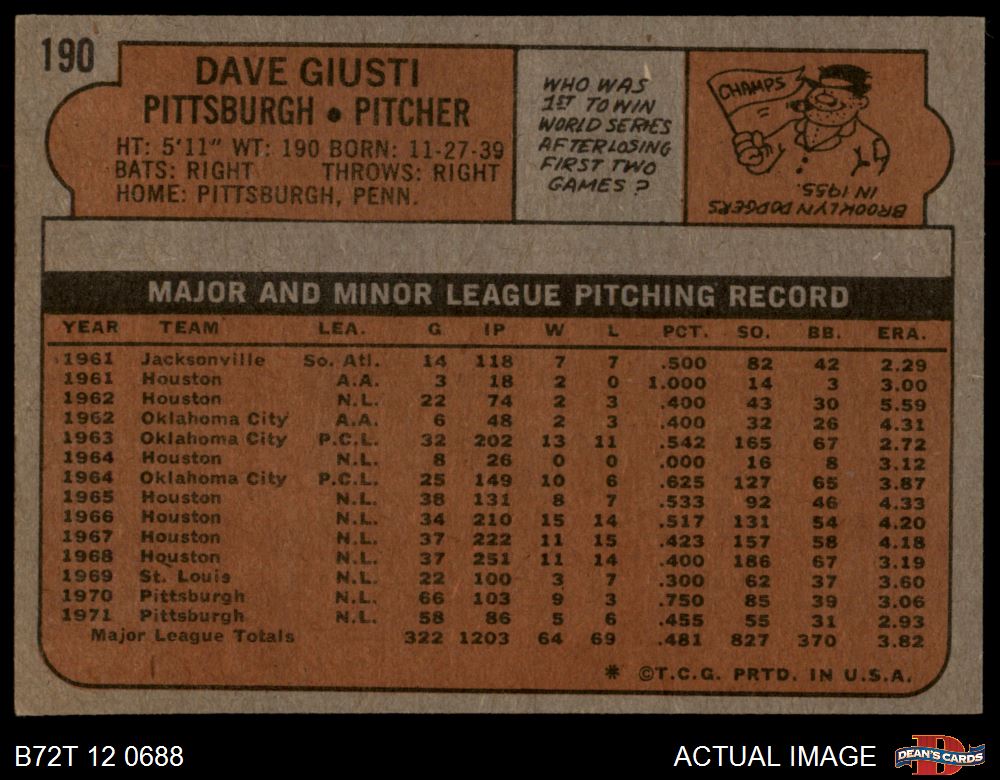 190
DAVE GIUSTI
PITTSBURGH • PITCHER
HT: 5'11" WT: 190 BORN: 11-27-39
BATS: RIGHT THROWS: RIGHT
HOME: PITTSBURGH, PENN.
WHO WAS
1ST TO WIN
WORLD SERIES
AFTER LOSING
FIRST TWO
GAMES?
CHAMPS
BROOKLYN DODGERS
IN 1955.
MAJOR AND MINOR LEAGUE PITCHING RECORD
YEAR TEAM LEA. G IP W L PCT. SO. BB. ERA.
1961 Jacksonville So. Atl. 14 118 7 7 .500 82 42 2.29
1961 Houston A.A. 3 18 2 0 1.000 14 3 3.00
1962 Houston N.L. 22 74 2 3 .400 43 30 5.59
1962 Oklahoma City A.A. 6 48 2 3 .400 32 26 4.31
1963 Oklahoma City P.C.L. 32 202 13 11 .542 165 67 2.72
1964 Houston N.L. 8 26 0 0 .000 16 8 3.12
1964 Oklahoma City P.C.L. 25 149 10 6 .625 127 65 3.87
1965 Houston N.L. 38 131 8 7 .533 92 46 4.33
1966 Houston N.L. 34 210 15 14 .517 131 54 4.20
1967 Houston N.L. 37 222 11 15 .423 157 58 4.18
1968 Houston N.L. 37 251 11 14 .400 186 67 3.19
1969 St. Louis N.L. 22 100 3 7 .300 62 37 3.60
1970 Pittsburgh N.L. 66 103 9 3 .750 85 39 3.06
1971 Pittsburgh N.L. 58 86 5 6 .455 55 31 2.93
Major League Totals 322 1203 64 69 .481 827 370 3.82
* ©T.C.G. PRTD. IN U.S.A.
B72T 12 0688
ACTUAL IMAGE
D
DEAN'S CARDS